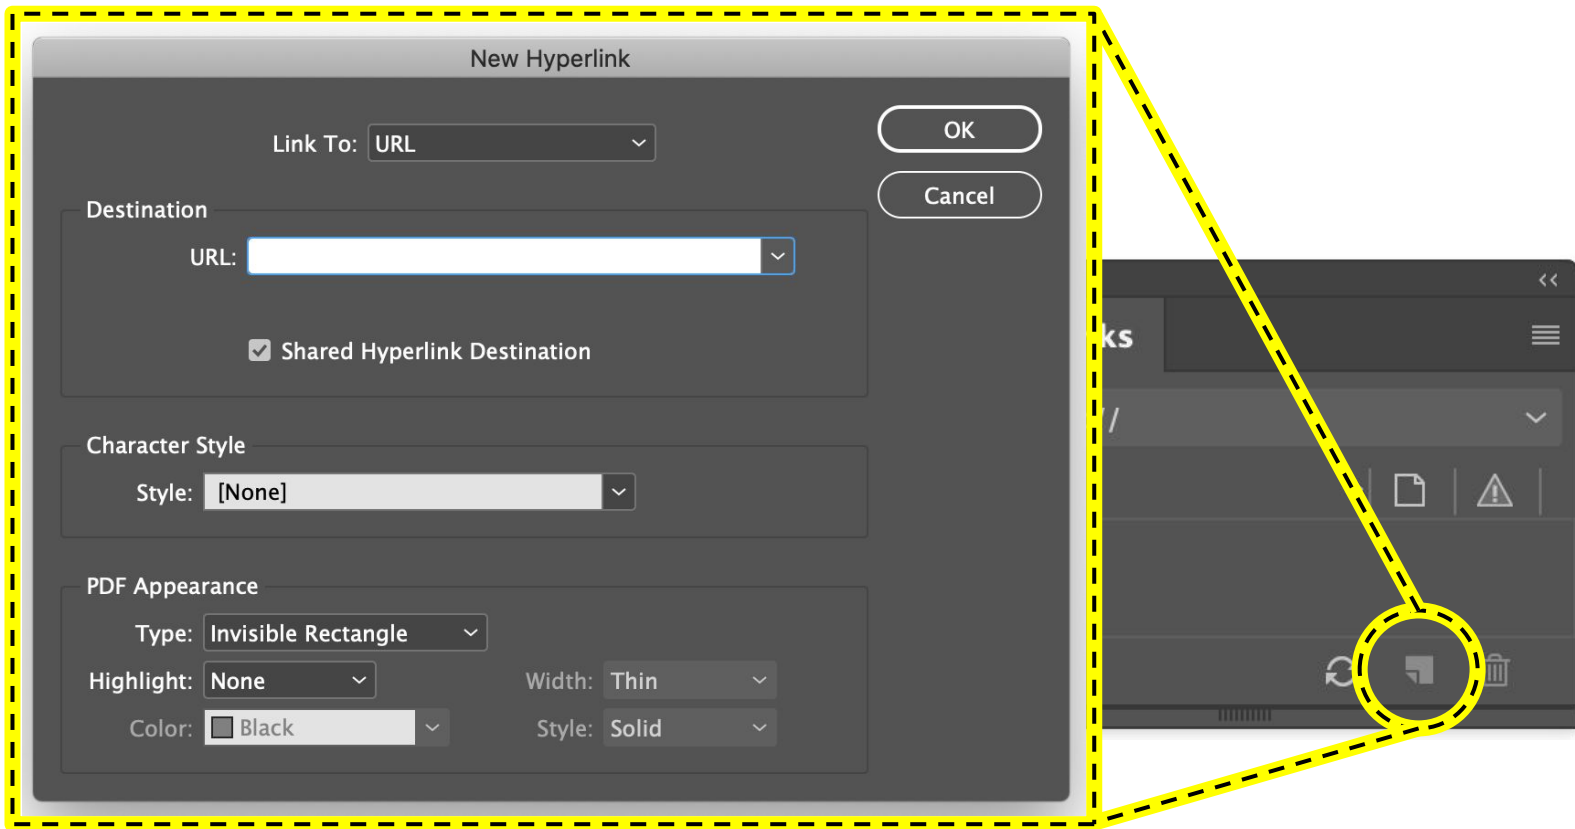 New Hyperlink
Link To: URL
OK
Cancel
Destination
URL:
Shared Hyperlink Destination
Character Style
Style: [None]
PDF Appearance
Type: Invisible Rectangle
Highlight: None
Width: Thin
Color: Black
Style: Solid
ks
//